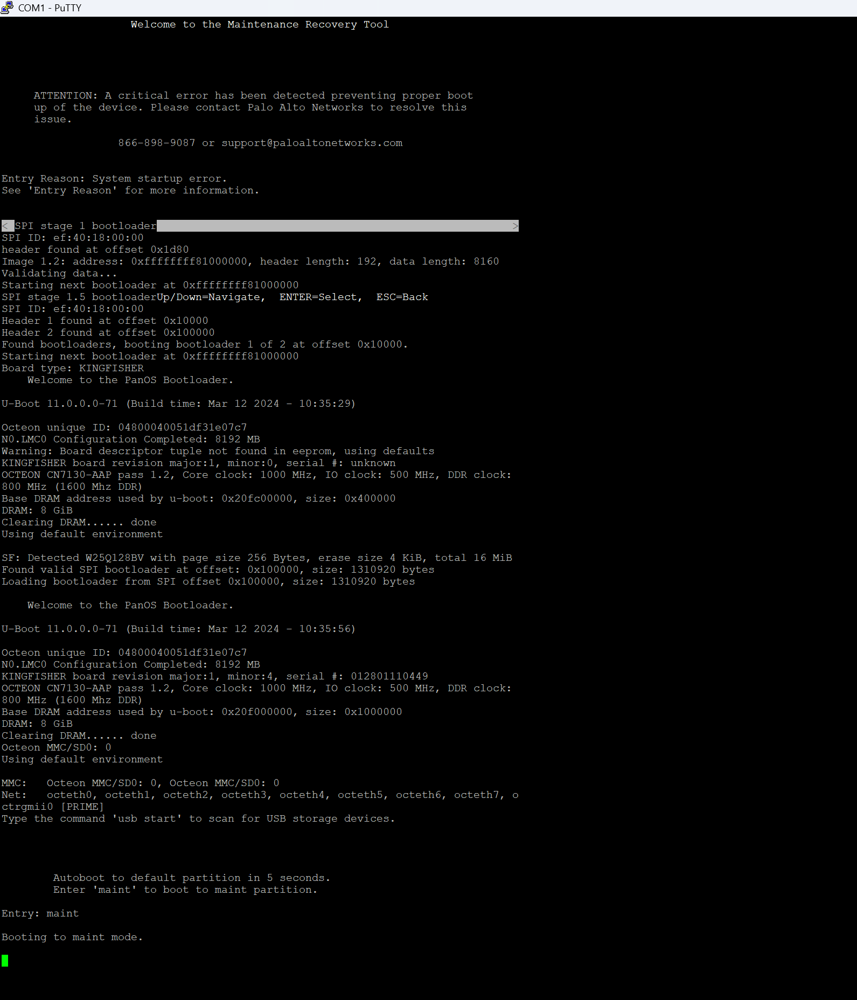 COM1 - PuTTY
Welcome to the Maintenance Recovery Tool
ATTENTION: A critical error has been detected preventing proper boot
up of the device. Please contact Palo Alto Networks to resolve this
issue.
866-898-9087 or support@paloaltonetworks.com
Entry Reason: System startup error.
See 'Entry Reason' for more information.
< SPI stage 1 bootloader >
SPI ID: ef:40:18:00:00
header found at offset 0x1d80
Image 1.2: address: 0xffffffff81000000, header length: 192, data length: 8160
Validating data...
Starting next bootloader at 0xffffffff81000000
SPI stage 1.5 bootloaderUp/Down=Navigate,  ENTER=Select,  ESC=Back
SPI ID: ef:40:18:00:00
Header 1 found at offset 0x10000
Header 2 found at offset 0x100000
Found bootloaders, booting bootloader 1 of 2 at offset 0x10000.
Starting next bootloader at 0xffffffff81000000
Board type: KINGFISHER
Welcome to the PanOS Bootloader.
U-Boot 11.0.0.0-71 (Build time: Mar 12 2024 - 10:35:29)
Octeon unique ID: 04800040051df31e07c7
N0.LMC0 Configuration Completed: 8192 MB
Warning: Board descriptor tuple not found in eeprom, using defaults
KINGFISHER board revision major:1, minor:0, serial #: unknown
OCTEON CN7130-AAP pass 1.2, Core clock: 1000 MHz, IO clock: 500 MHz, DDR clock:
800 MHz (1600 Mhz DDR)
Base DRAM address used by u-boot: 0x20fc00000, size: 0x400000
DRAM: 8 GiB
Clearing DRAM...... done
Using default environment
SF: Detected W25Q128BV with page size 256 Bytes, erase size 4 KiB, total 16 MiB
Found valid SPI bootloader at offset: 0x100000, size: 1310920 bytes
Loading bootloader from SPI offset 0x100000, size: 1310920 bytes
Welcome to the PanOS Bootloader.
U-Boot 11.0.0.0-71 (Build time: Mar 12 2024 - 10:35:56)
Octeon unique ID: 04800040051df31e07c7
N0.LMC0 Configuration Completed: 8192 MB
KINGFISHER board revision major:1, minor:4, serial #: 012801110449
OCTEON CN7130-AAP pass 1.2, Core clock: 1000 MHz, IO clock: 500 MHz, DDR clock:
800 MHz (1600 Mhz DDR)
Base DRAM address used by u-boot: 0x20f000000, size: 0x1000000
DRAM: 8 GiB
Clearing DRAM...... done
Octeon MMC/SD0: 0
Using default environment
MMC:   Octeon MMC/SD0: 0, Octeon MMC/SD0: 0
Net:   octeth0, octeth1, octeth2, octeth3, octeth4, octeth5, octeth6, octeth7, o
ctrgmii0 [PRIME]
Type the command 'usb start' to scan for USB storage devices.
Autoboot to default partition in 5 seconds.
Enter 'maint' to boot to maint partition.
Entry: maint
Booting to maint mode.